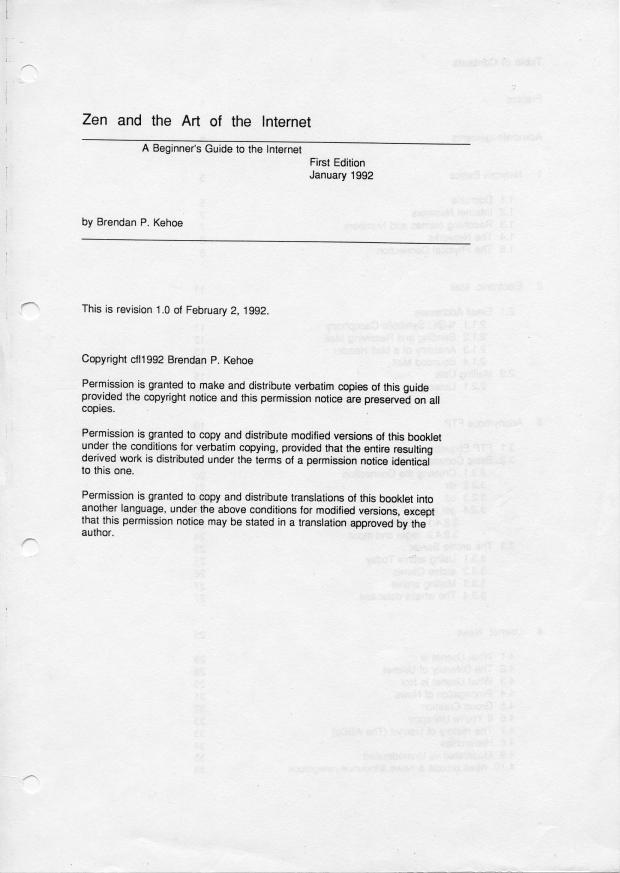 Zen and the Art of the Internet
A Beginner's Guide to the Internet
First Edition
January 1992
by Brendan P. Kehoe
This is revision 1.0 of February 2, 1992.
Copyright cfl1992 Brendan P. Kehoe
Permission is granted to make and distribute verbatim copies of this guide
provided the copyright notice and this permission notice are preserved on all
copies.
Permission is granted to copy and distribute modified versions of this booklet
under the conditions for verbatim copying, provided that the entire resulting
derived work is distributed under the terms of a permission notice identical
to this one.
Permission is granted to copy and distribute translations of this booklet into
another language, under the above conditions for modified versions, except
that this permission notice may be stated in a translation approved by the
author.